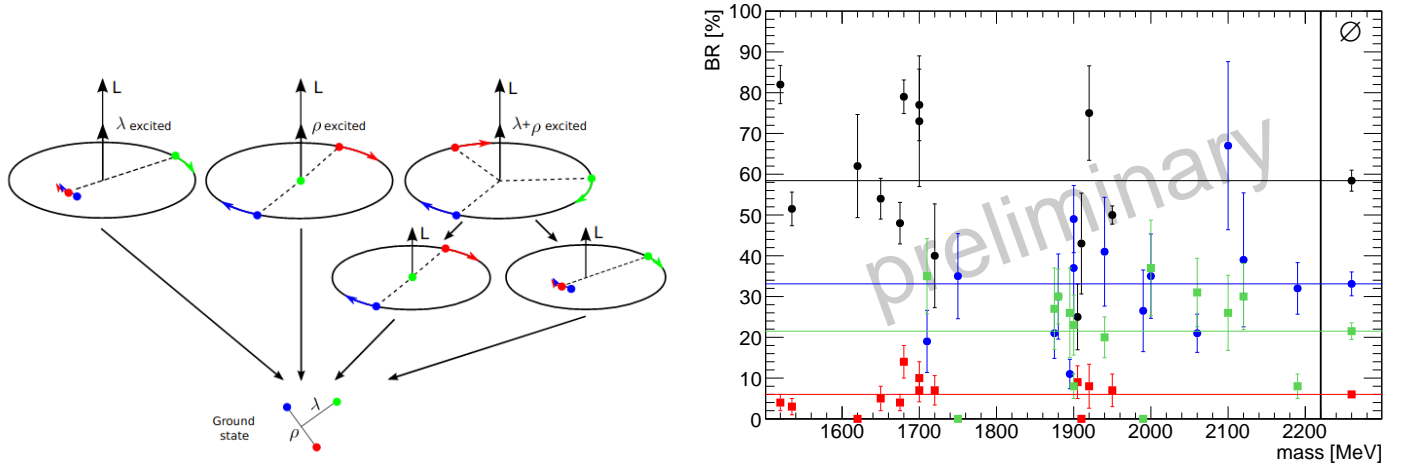 L
λ excited
L
ρ excited
L
λ+ρ excited
L
L
Ground
state
λ
ρ
BR [%]
100
90
80
70
60
50
40
30
20
10
0
1600
1700
1800
1900
2000
2100
2200
mass [MeV]
∅
preliminary